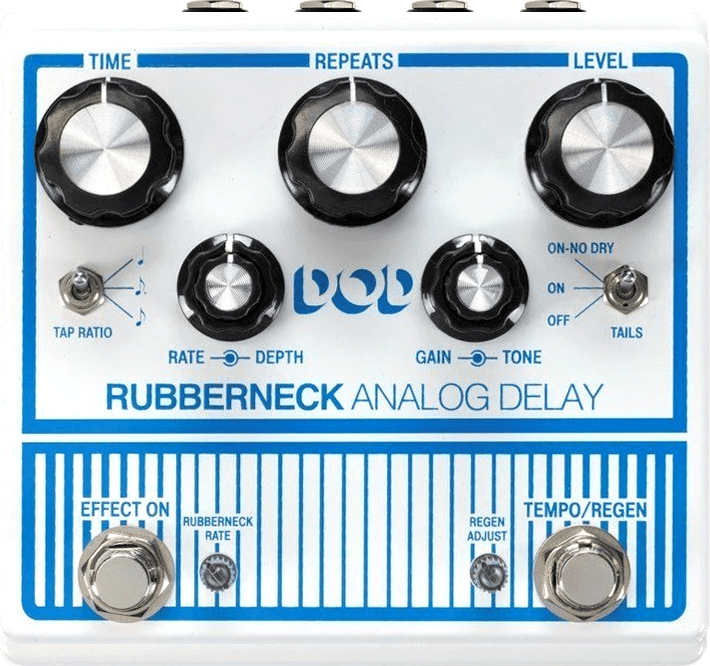 TIME
REPEATS
LEVEL
ON-NO DRY
ON
OFF
TAP RATIO
DOD
TAILS
RATE
DEPTH
GAIN
TONE
RUBBERNECK ANALOG DELAY
EFFECT ON
RUBBERNECK
RATE
REGEN
ADJUST
TEMPO/REGEN